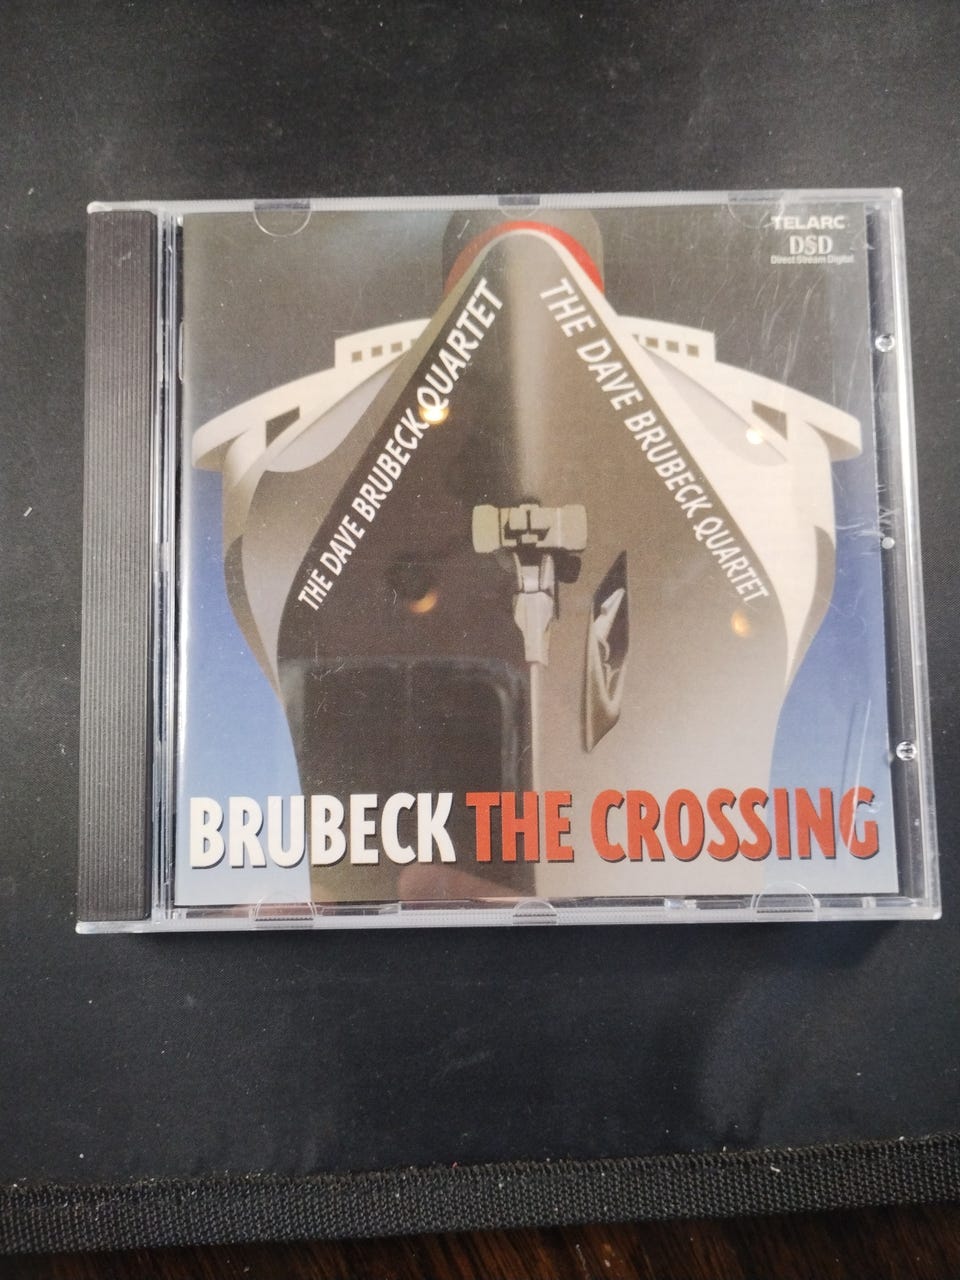 TELARC
DSD
Direct Stream Digital
THE DAVE BRUBECK QUARTET
THE DAVE BRUBECK QUARTET
BRUBECK THE CROSSING